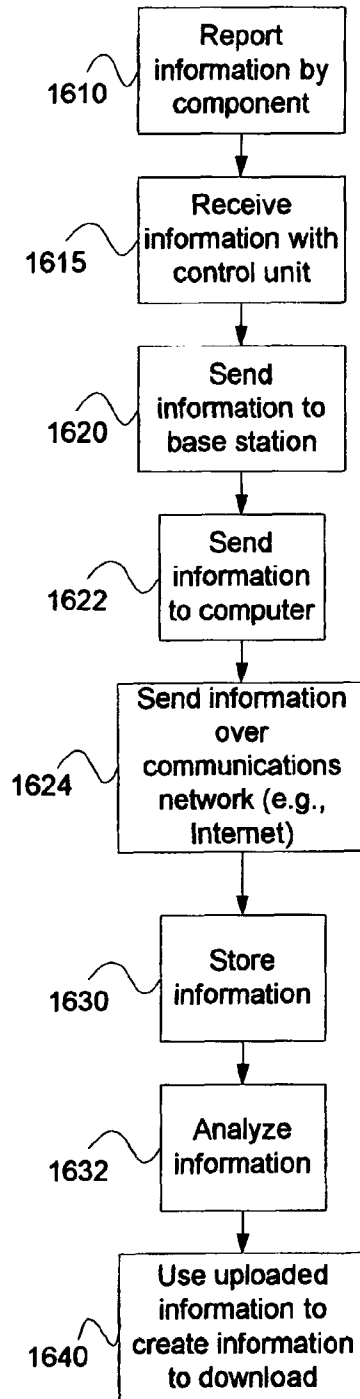 Report
information by
component
1610
Receive
information with
control unit
1615
Send
information to
base station
1620
Send
information
to computer
1622
Send information
over
communications
network (e.g.,
Internet)
1624
Store
information
1630
Analyze
information
1632
Use uploaded
information to
create information
to download
1640